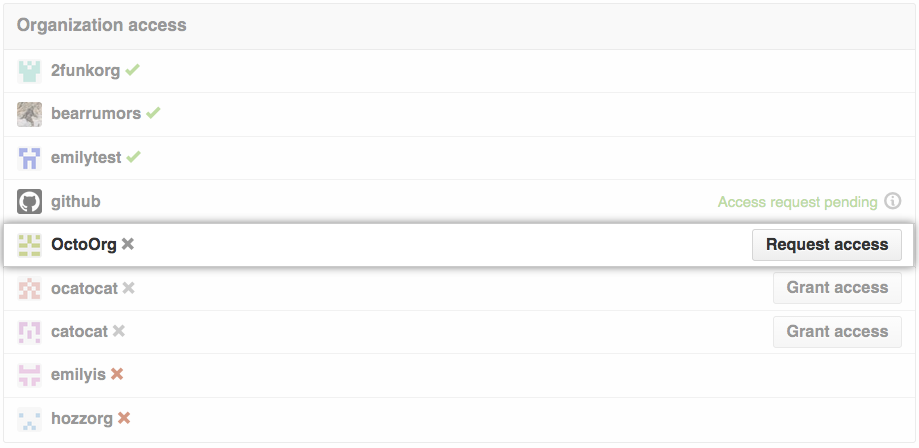 Organization access
2funkorg
bearrumors
emilytest
github Access request pending
OctoOrg Request access
ocatocat Grant access
catocat Grant access
emilyis
hozzorg